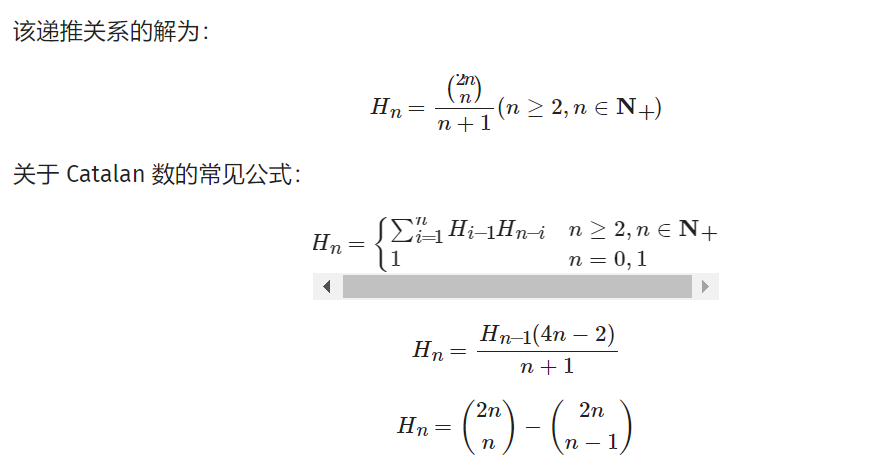 该递推关系的解为：
$H_n = \frac{\binom{2n}{n}}{n+1}(n \geq 2, n \in \mathbf{N}_+)$
关于 Catalan 数的常见公式：
$H_n = \begin{cases} \sum_{i=1}^{n} H_{i-1} H_{n-i} & n \geq 2, n \in \mathbf{N}_+ \\ 1 & n = 0, 1 \end{cases}$
$H_n = \frac{H_{n-1}(4n-2)}{n+1}$
$H_n = \binom{2n}{n} - \binom{2n}{n-1}$